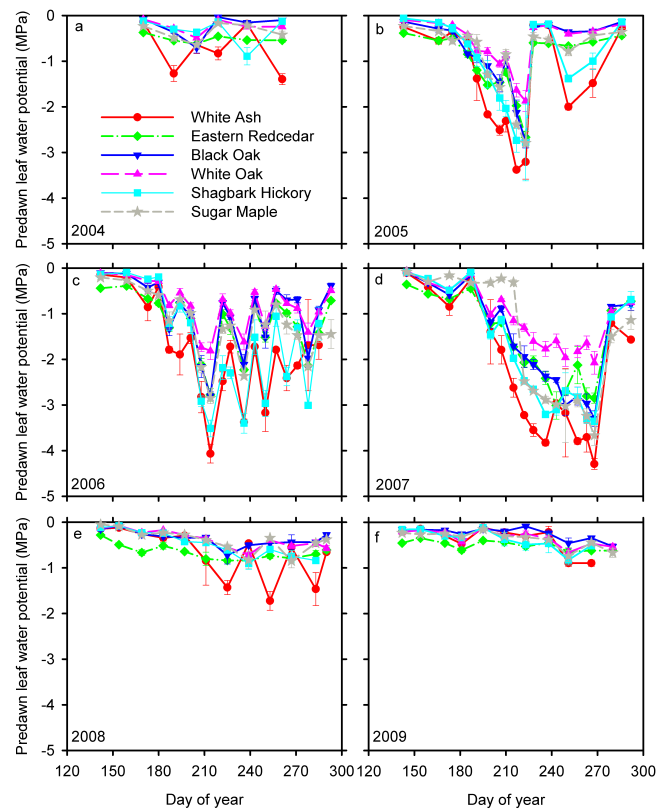 Predawn leaf water potential (MPa)
0
-1
-2
-3
-4
-5
a
White Ash
Eastern Redcedar
Black Oak
White Oak
Shagbark Hickory
Sugar Maple
2004
b
2005
Predawn leaf water potential (MPa)
0
-1
-2
-3
-4
-5
c
2006
d
2007
Predawn leaf water potential (MPa)
0
-1
-2
-3
-4
-5
e
2008
f
2009
120 150 180 210 240 270 300
120 150 180 210 240 270 300
Day of year
Day of year